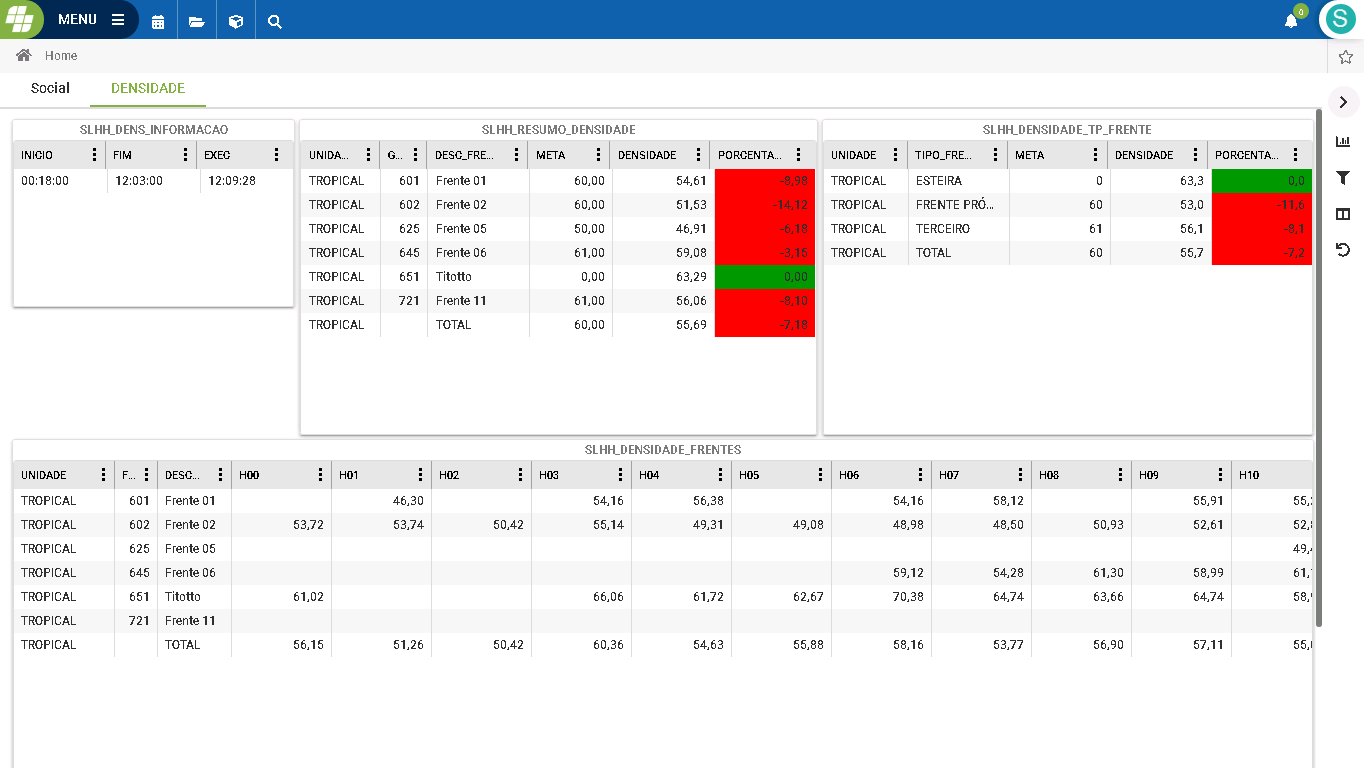 MENU
0
S
Home
Social DENSIDADE
SLHH_DENS_INFORMACAO
INICIO FIM EXEC
00:18:00 12:03:00 12:09:28
SLHH_RESUMO_DENSIDADE
UNIDA... G... DESC_FRE... META DENSIDADE PORCENTA...
TROPICAL 601 Frente 01 60,00 54,61 -8,98
TROPICAL 602 Frente 02 60,00 51,53 -14,12
TROPICAL 625 Frente 05 50,00 46,91 -6,18
TROPICAL 645 Frente 06 61,00 59,08 -3,15
TROPICAL 651 Titotto 0,00 63,29 0,00
TROPICAL 721 Frente 11 61,00 56,06 -8,10
TROPICAL TOTAL 60,00 55,69 -7,18
SLHH_DENSIDADE_TP_FRENTE
UNIDADE TIPO_FRE... META DENSIDADE PORCENTA...
TROPICAL ESTEIRA 0 63,3 0,0
TROPICAL FRENTE PRÓ... 60 53,0 -11,6
TROPICAL TERCEIRO 61 56,1 -8,1
TROPICAL TOTAL 60 55,7 -7,2
SLHH_DENSIDADE_FRENTES
UNIDADE F... DESC... H00 H01 H02 H03 H04 H05 H06 H07 H08 H09 H10
TROPICAL 601 Frente 01 46,30 54,16 56,38 54,16 58,12 55,91 55,
TROPICAL 602 Frente 02 53,72 53,74 50,42 55,14 49,31 49,08 48,98 48,50 50,93 52,61 52,
TROPICAL 625 Frente 05 49,
TROPICAL 645 Frente 06 59,12 54,28 61,30 58,99 61,
TROPICAL 651 Titotto 61,02 66,06 61,72 62,67 70,38 64,74 63,66 64,74 58,
TROPICAL 721 Frente 11
TROPICAL TOTAL 56,15 51,26 50,42 60,36 54,63 55,88 58,16 53,77 56,90 57,11 55,